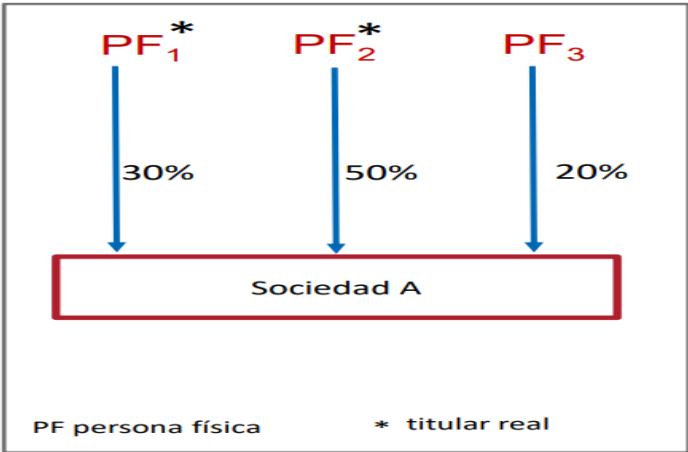 PF₁* PF₂* PF₃
30% 50% 20%
Sociedad A
PF persona física * titular real